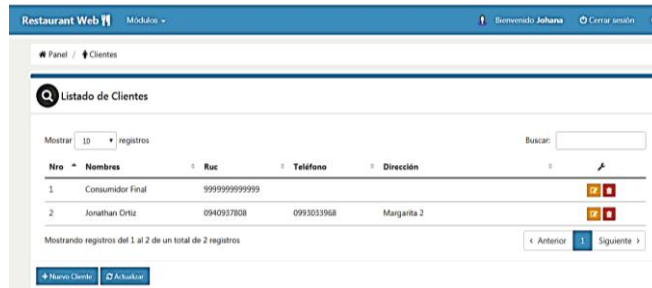 Restaurant Web Módulos Bienvenido Johana Cerrar sesión
Panel / Clientes
Listado de Clientes
Mostrar 10 registros Buscar:
Nro Nombres Ruc Teléfono Dirección
1 Consumidor Final 9999999999999
2 Jonathan Ortiz 0940937808 0993033968 Margarita 2
Mostrando registros del 1 al 2 de un total de 2 registros ‹ Anterior 1 Siguiente ›
+ Nuevo Cliente Actualizar